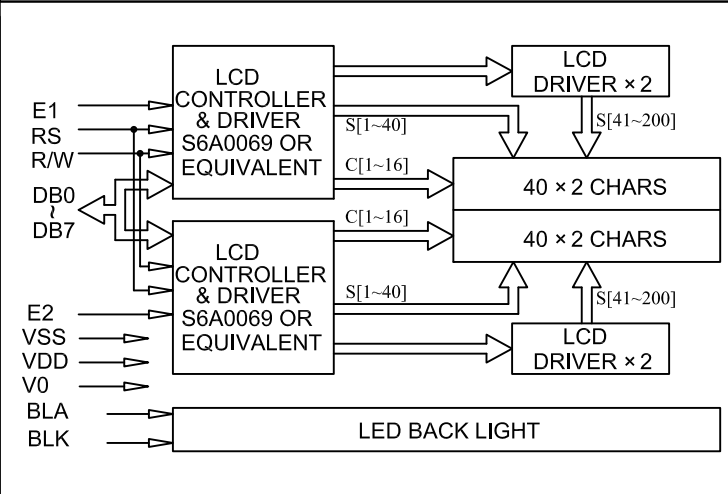 LCD
CONTROLLER
& DRIVER
S6A0069 OR
EQUIVALENT
LCD
DRIVER × 2
E1
RS
R/W
DB0
~
DB7
S[1~40]
S[41~200]
C[1~16]
40 × 2 CHARS
C[1~16]
40 × 2 CHARS
LCD
CONTROLLER
& DRIVER
S6A0069 OR
EQUIVALENT
S[1~40]
S[41~200]
LCD
DRIVER × 2
E2
VSS
VDD
V0
BLA
BLK
LED BACK LIGHT